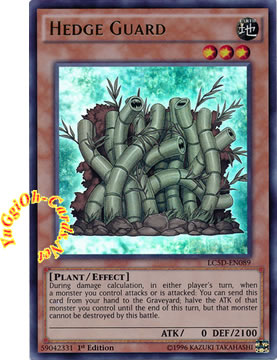 HEDGE GUARD
EARTH
地
YuGgiOh-Cards.Net
LC5D-EN089
[PLANT/EFFECT]
During damage calculation, in either player's turn, when
a monster you control attacks or is attacked: You can send
this card from your hand to the Graveyard; halve the ATK of that
monster you control until the end of this turn, but that monster
cannot be destroyed by this battle.
ATK/ 0 DEF/2100
59042331 1st Edition ©1996 KAZUKI TAKAHASHI